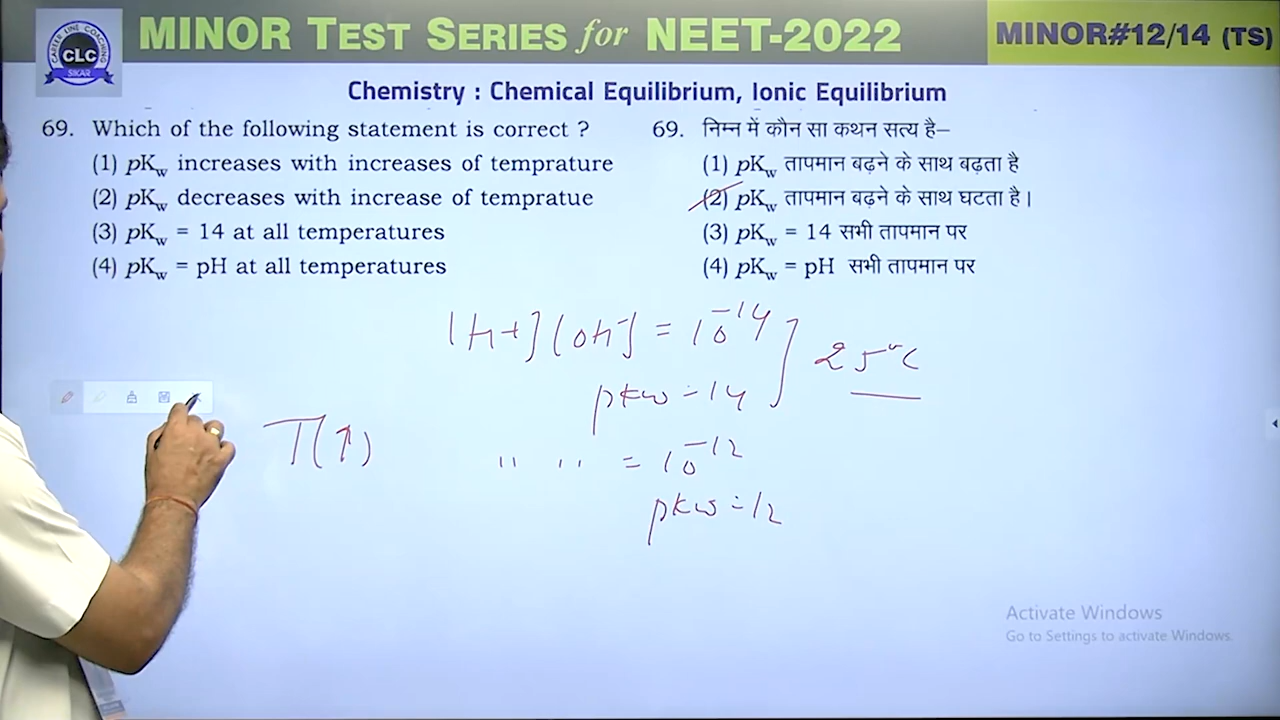 MINOR TEST SERIES for NEET-2022
MINOR#12/14 (TS)
CAREER LINE COACHING
CLC
SIKAR
Chemistry : Chemical Equilibrium, Ionic Equilibrium
69. Which of the following statement is correct ?
(1) pKw increases with increases of temprature
(2) pKw decreases with increase of tempratue
(3) pKw = 14 at all temperatures
(4) pKw = pH at all temperatures
69. निम्न में कौन सा कथन सत्य है–
(1) pKw तापमान बढ़ने के साथ बढ़ता है
(2) pKw तापमान बढ़ने के साथ घटता है।
(3) pKw = 14 सभी तापमान पर
(4) pKw = pH सभी तापमान पर
[H+][OH-] = 10^-14
25°C
pKw = 14
T(↑)
" " = 10^-12
pKw = 12
Activate Windows
Go to Settings to activate Windows.